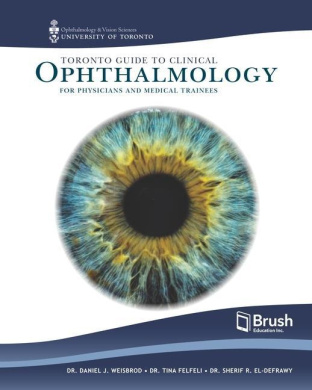 Ophthalmology & Vision Sciences
UNIVERSITY OF TORONTO
TORONTO GUIDE TO CLINICAL
OPHTHALMOLOGY
FOR PHYSICIANS AND MEDICAL TRAINEES
Brush
Education Inc.
DR. DANIEL J. WEISBROD • DR. TINA FELFELI • DR. SHERIF R. EL-DEFRAWY